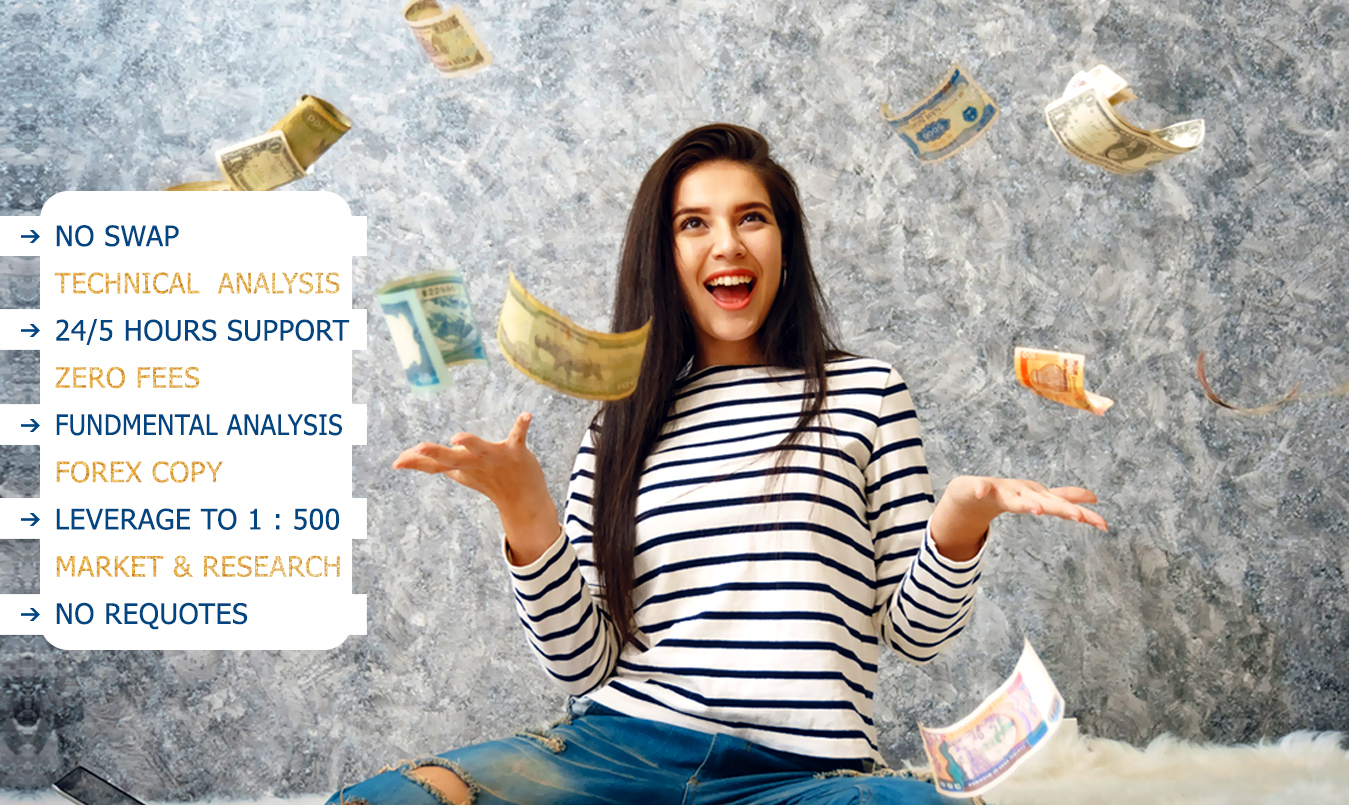 → NO SWAP
TECHNICAL ANALYSIS
→ 24/5 HOURS SUPPORT
ZERO FEES
→ FUNDMENTAL ANALYSIS
FOREX COPY
→ LEVERAGE TO 1 : 500
MARKET & RESEARCH
→ NO REQUOTES